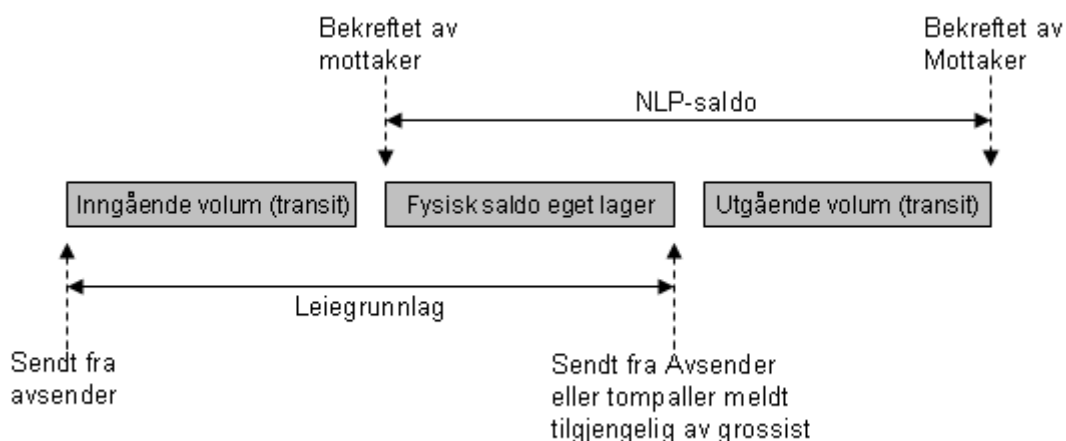 Bekreftet av
mottaker
Bekreftet av
Mottaker
NLP-saldo
Inngående volum (transit)
Fysisk saldo eget lager
Utgående volum (transit)
Leiegrunnlag
Sendt fra
avsender
Sendt fra Avsender
eller tompaller meldt
tilgjengelig av grossist